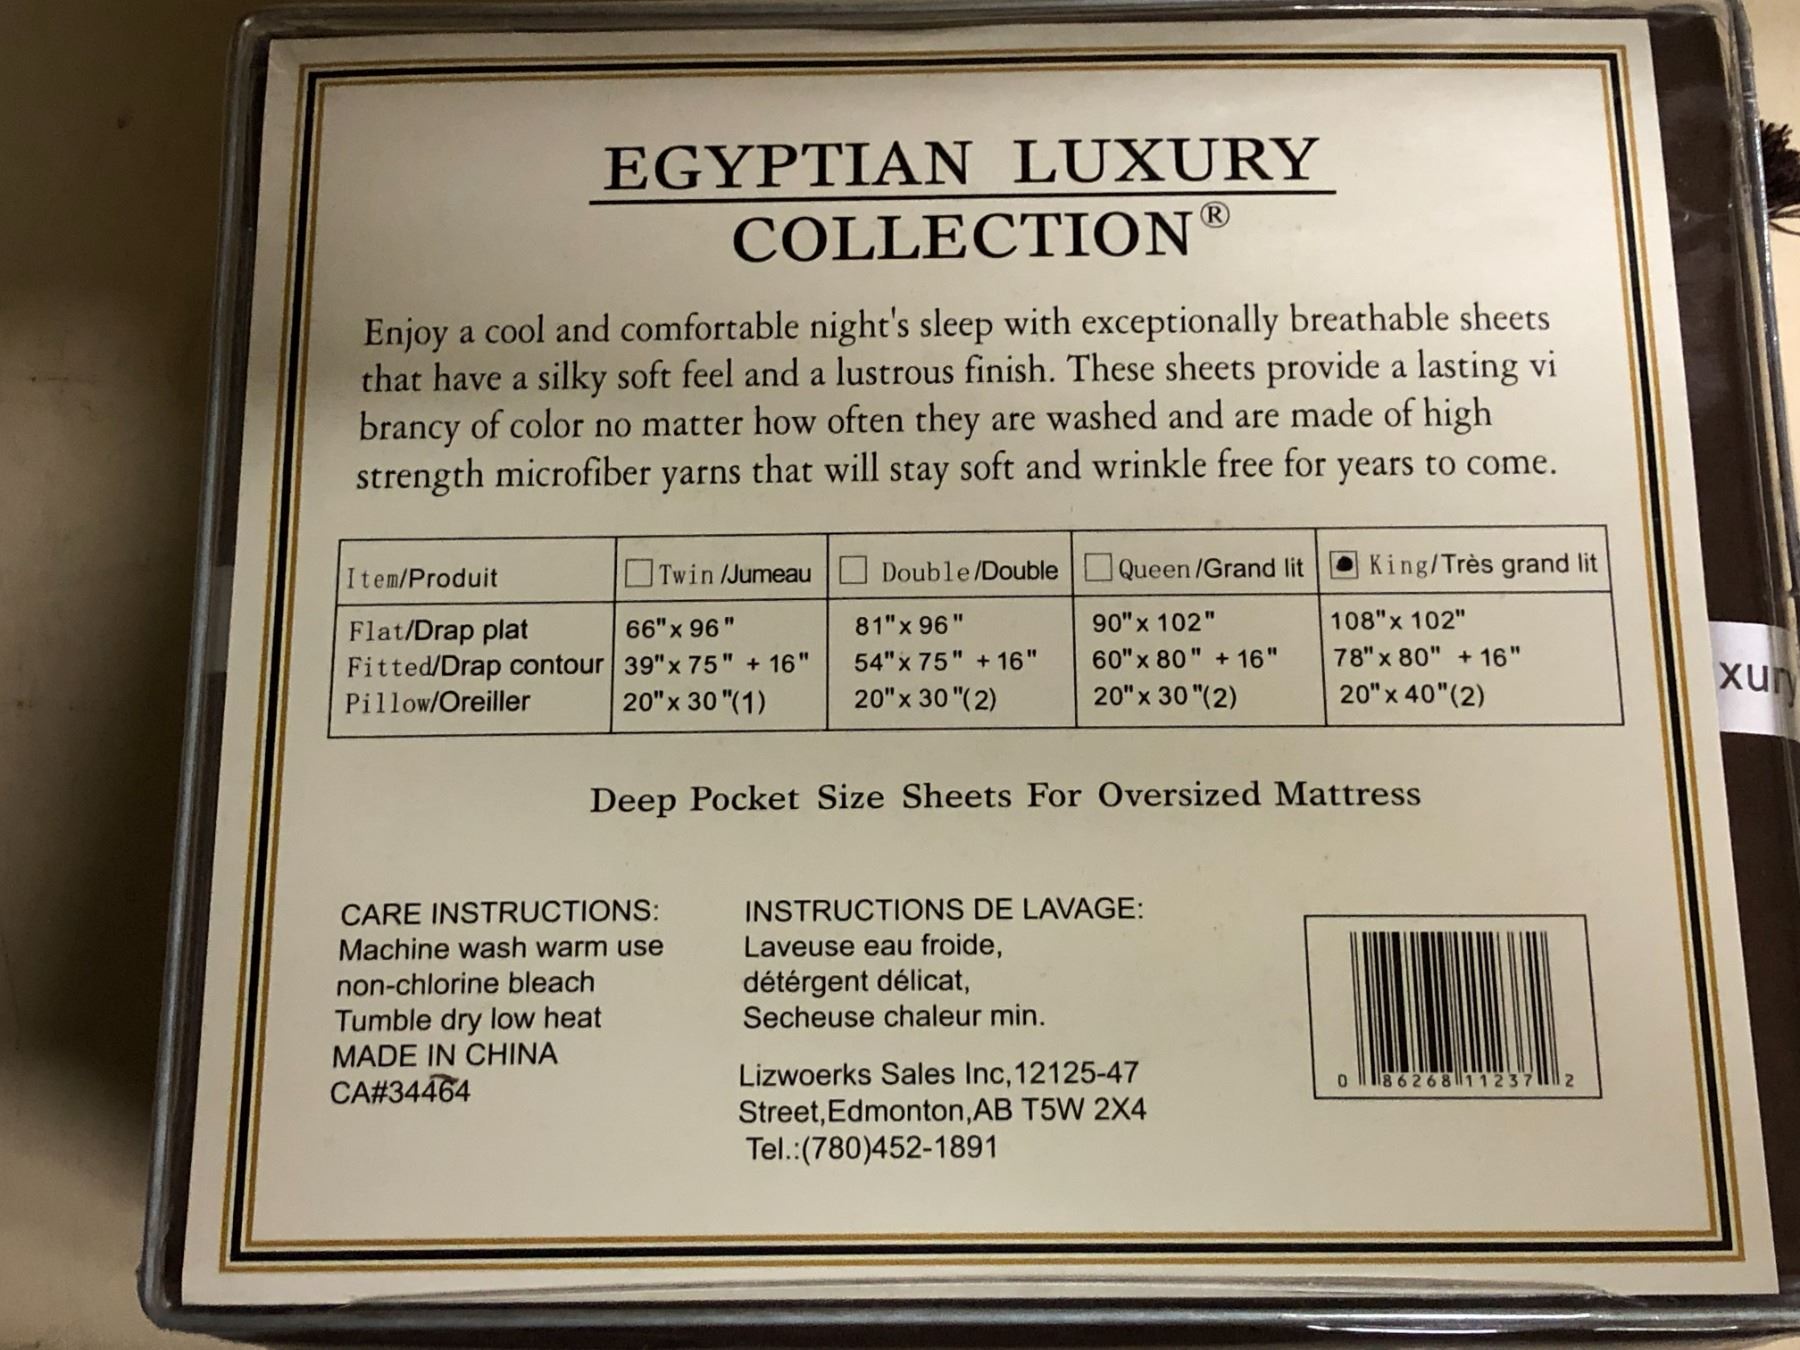 EGYPTIAN LUXURY
COLLECTION®
Enjoy a cool and comfortable night's sleep with exceptionally breathable sheets
that have a silky soft feel and a lustrous finish. These sheets provide a lasting vi
brancy of color no matter how often they are washed and are made of high
strength microfiber yarns that will stay soft and wrinkle free for years to come.
Item/Produit Twin/Jumeau Double/Double Queen/Grand lit King/Très grand lit
Flat/Drap plat 66"x 96" 81"x 96" 90"x 102" 108"x 102"
Fitted/Drap contour 39"x 75" + 16" 54"x 75" + 16" 60"x 80" + 16" 78"x 80" + 16"
Pillow/Oreiller 20"x 30"(1) 20"x 30"(2) 20"x 30"(2) 20"x 40"(2)
xury
Deep Pocket Size Sheets For Oversized Mattress
CARE INSTRUCTIONS:
Machine wash warm use
non-chlorine bleach
Tumble dry low heat
MADE IN CHINA
CA#34464
INSTRUCTIONS DE LAVAGE:
Laveuse eau froide,
détérgent délicat,
Secheuse chaleur min.
Lizwoerks Sales Inc,12125-47
Street,Edmonton,AB T5W 2X4
Tel.:(780)452-1891
0 86268 11237 2